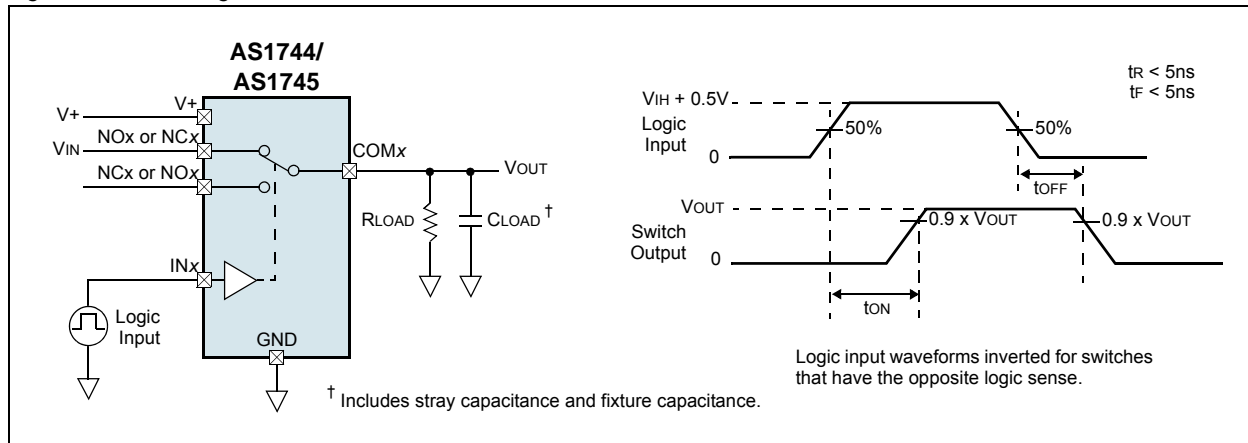 AS1744/
AS1745
V+
V+
NOx or NCx
VIN
NCx or NOx
COMx
VOUT
RLOAD
CLOAD †
INx
Logic
Input
GND
† Includes stray capacitance and fixture capacitance.
tR < 5ns
tF < 5ns
VIH + 0.5V
Logic
Input
0
50%
50%
tOFF
VOUT
Switch
Output
0
0.9 x VOUT
0.9 x VOUT
tON
Logic input waveforms inverted for switches
that have the opposite logic sense.